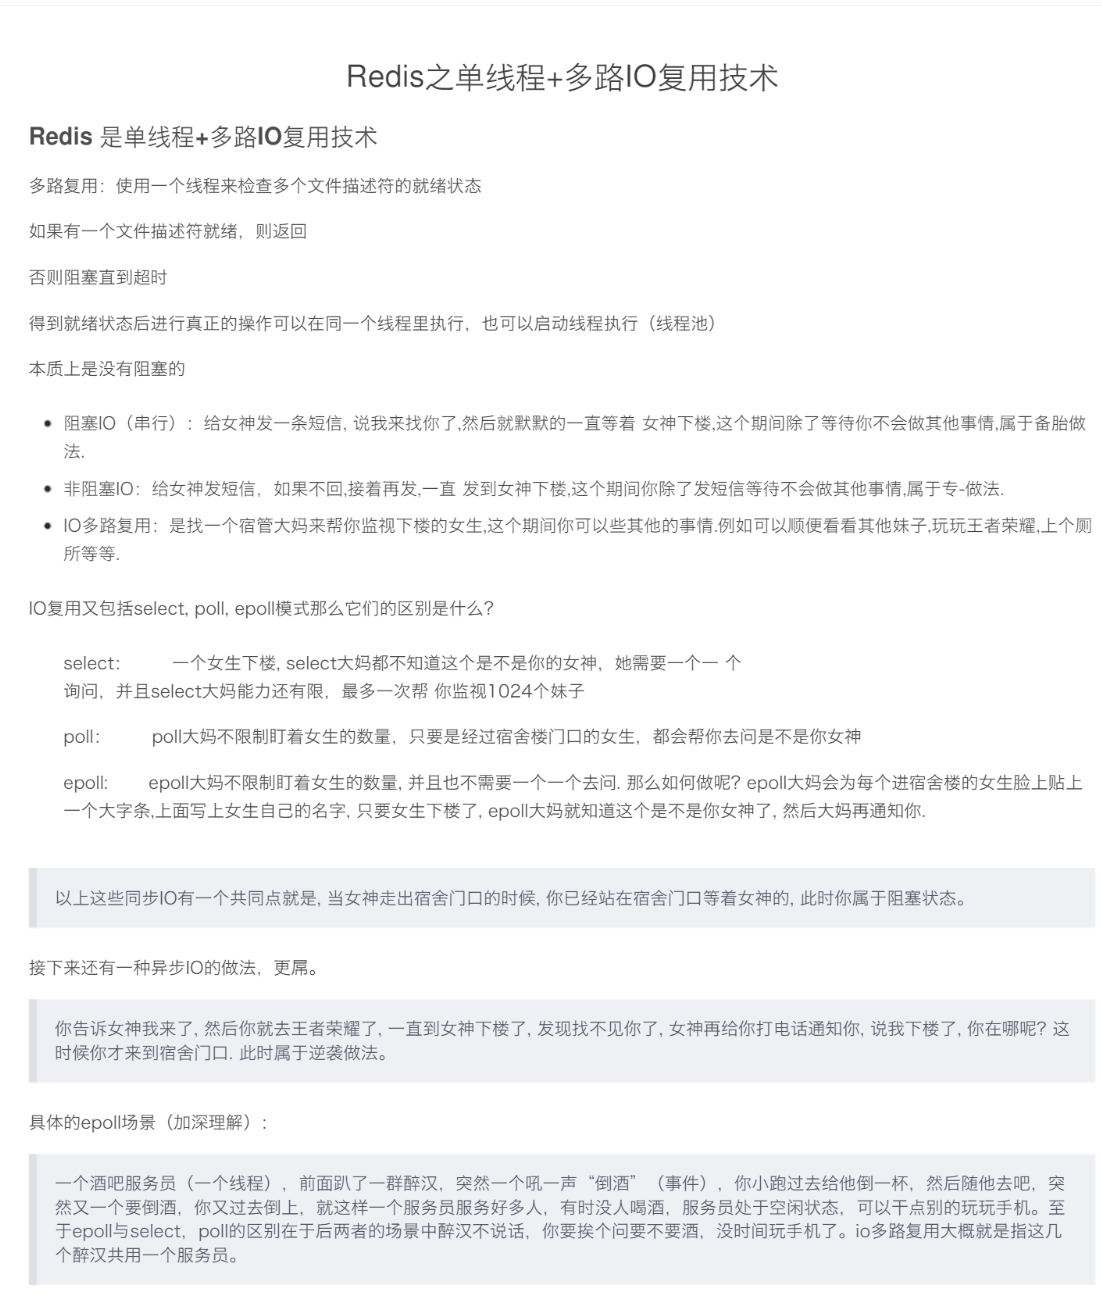 Redis之单线程+多路IO复用技术
Redis 是单线程+多路IO复用技术
多路复用：使用一个线程来检查多个文件描述符的就绪状态
如果有一个文件描述符就绪，则返回
否则阻塞直到超时
得到就绪状态后进行真正的操作可以在同一个线程里执行，也可以启动线程执行（线程池）
本质上是没有阻塞的
阻塞IO（串行）：给女神发一条短信, 说我来找你了,然后就默默的一直等着 女神下楼,这个期间除了等待你不会做其他事情,属于备胎做
法.
非阻塞IO：给女神发短信，如果不回,接着再发,一直 发到女神下楼,这个期间你除了发短信等待不会做其他事情,属于专-做法.
IO多路复用：是找一个宿管大妈来帮你监视下楼的女生,这个期间你可以些其他的事情.例如可以顺便看看其他妹子,玩玩王者荣耀,上个厕
所等等.
IO复用又包括select, poll, epoll模式那么它们的区别是什么?
select： 一个女生下楼, select大妈都不知道这个是不是你的女神，她需要一个一 个
询问，并且select大妈能力还有限，最多一次帮 你监视1024个妹子
poll： poll大妈不限制盯着女生的数量，只要是经过宿舍楼门口的女生，都会帮你去问是不是你女神
epoll: epoll大妈不限制盯着女生的数量, 并且也不需要一个一个去问. 那么如何做呢? epoll大妈会为每个进宿舍楼的女生脸上贴上
一个大字条,上面写上女生自己的名字, 只要女生下楼了, epoll大妈就知道这个是不是你女神了, 然后大妈再通知你.
以上这些同步IO有一个共同点就是, 当女神走出宿舍门口的时候, 你已经站在宿舍门口等着女神的, 此时你属于阻塞状态。
接下来还有一种异步IO的做法，更屌。
你告诉女神我来了, 然后你就去王者荣耀了, 一直到女神下楼了, 发现找不见你了, 女神再给你打电话通知你, 说我下楼了, 你在哪呢? 这
时候你才来到宿舍门口. 此时属于逆袭做法。
具体的epoll场景（加深理解）：
一个酒吧服务员（一个线程），前面趴了一群醉汉，突然一个吼一声“倒酒”（事件），你小跑过去给他倒一杯，然后随他去吧，突
然又一个要倒酒，你又过去倒上，就这样一个服务员服务好多人，有时没人喝酒，服务员处于空闲状态，可以干点别的玩玩手机。至
于epoll与select，poll的区别在于后两者的场景中醉汉不说话，你要挨个问要不要酒，没时间玩手机了。io多路复用大概就是指这几
个醉汉共用一个服务员。